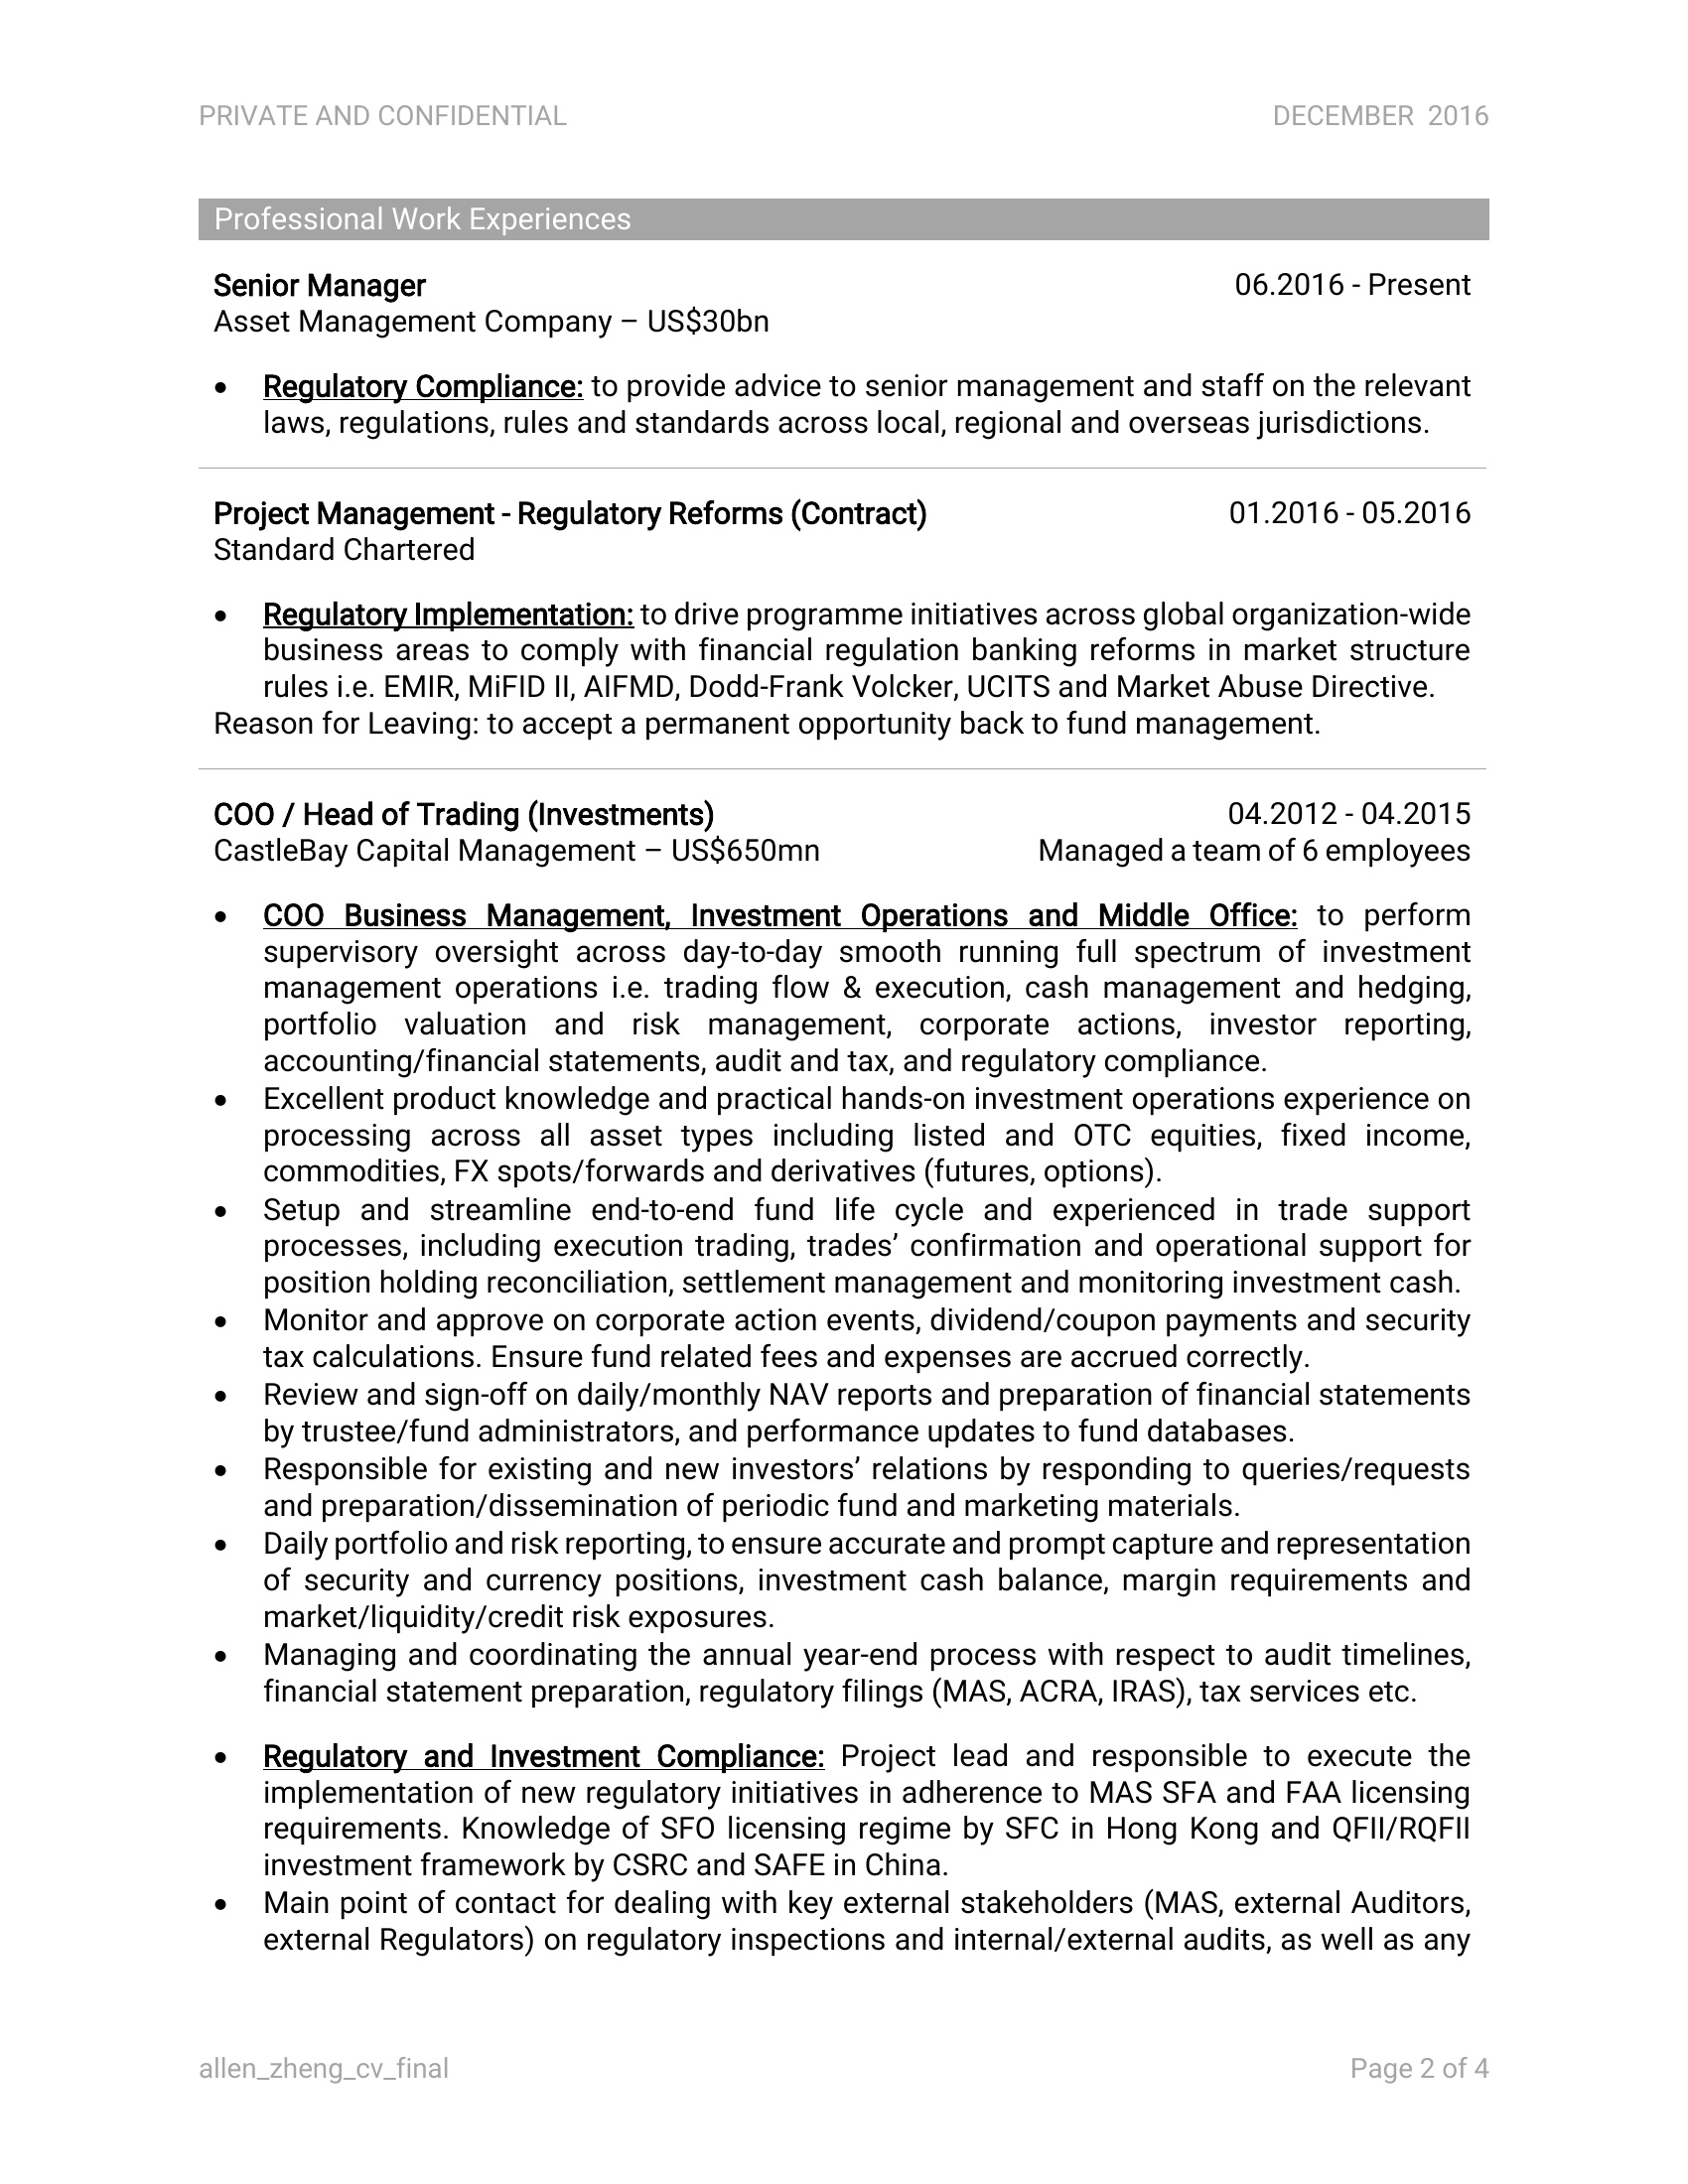 PRIVATE AND CONFIDENTIAL DECEMBER 2016
Professional Work Experiences
Senior Manager 06.2016 - Present
Asset Management Company – US$30bn
• Regulatory Compliance: to provide advice to senior management and staff on the relevant
laws, regulations, rules and standards across local, regional and overseas jurisdictions.
Project Management - Regulatory Reforms (Contract) 01.2016 - 05.2016
Standard Chartered
• Regulatory Implementation: to drive programme initiatives across global organization-wide
business areas to comply with financial regulation banking reforms in market structure
rules i.e. EMIR, MiFID II, AIFMD, Dodd-Frank Volcker, UCITS and Market Abuse Directive.
Reason for Leaving: to accept a permanent opportunity back to fund management.
COO / Head of Trading (Investments) 04.2012 - 04.2015
CastleBay Capital Management – US$650mn Managed a team of 6 employees
• COO Business Management, Investment Operations and Middle Office: to perform
supervisory oversight across day-to-day smooth running full spectrum of investment
management operations i.e. trading flow & execution, cash management and hedging,
portfolio valuation and risk management, corporate actions, investor reporting,
accounting/financial statements, audit and tax, and regulatory compliance.
• Excellent product knowledge and practical hands-on investment operations experience on
processing across all asset types including listed and OTC equities, fixed income,
commodities, FX spots/forwards and derivatives (futures, options).
• Setup and streamline end-to-end fund life cycle and experienced in trade support
processes, including execution trading, trades’ confirmation and operational support for
position holding reconciliation, settlement management and monitoring investment cash.
• Monitor and approve on corporate action events, dividend/coupon payments and security
tax calculations. Ensure fund related fees and expenses are accrued correctly.
• Review and sign-off on daily/monthly NAV reports and preparation of financial statements
by trustee/fund administrators, and performance updates to fund databases.
• Responsible for existing and new investors’ relations by responding to queries/requests
and preparation/dissemination of periodic fund and marketing materials.
• Daily portfolio and risk reporting, to ensure accurate and prompt capture and representation
of security and currency positions, investment cash balance, margin requirements and
market/liquidity/credit risk exposures.
• Managing and coordinating the annual year-end process with respect to audit timelines,
financial statement preparation, regulatory filings (MAS, ACRA, IRAS), tax services etc.
• Regulatory and Investment Compliance: Project lead and responsible to execute the
implementation of new regulatory initiatives in adherence to MAS SFA and FAA licensing
requirements. Knowledge of SFO licensing regime by SFC in Hong Kong and QFII/RQFII
investment framework by CSRC and SAFE in China.
• Main point of contact for dealing with key external stakeholders (MAS, external Auditors,
external Regulators) on regulatory inspections and internal/external audits, as well as any
allen_zheng_cv_final Page 2 of 4